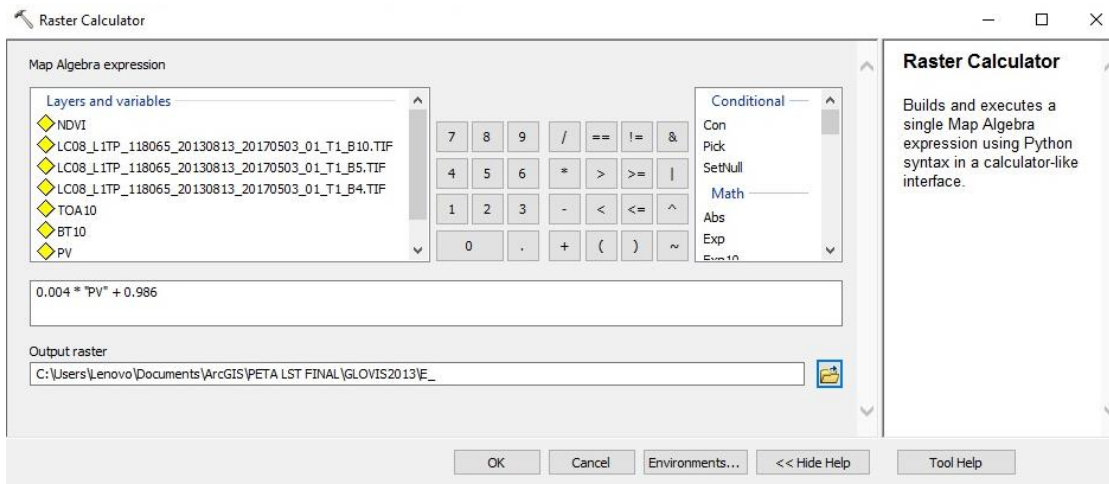 Raster Calculator
Map Algebra expression
Layers and variables
NDVI
LC08_L1TP_118065_20130813_20170503_01_T1_B10.TIF
LC08_L1TP_118065_20130813_20170503_01_T1_B5.TIF
LC08_L1TP_118065_20130813_20170503_01_T1_B4.TIF
TOA10
BT10
PV
7 8 9 / == != &
4 5 6 * > >= |
1 2 3 - < <= ^
0 . + ( ) ~
Conditional
Con
Pick
SetNull
Math
Abs
Exp
Exp10
0.004 * "PV" + 0.986
Output raster
C:\Users\Lenovo\Documents\ArcGIS\PETA LST FINAL\GLOVIS2013\E_
OK Cancel Environments... << Hide Help Tool Help
Raster Calculator
Builds and executes a
single Map Algebra
expression using Python
syntax in a calculator-like
interface.